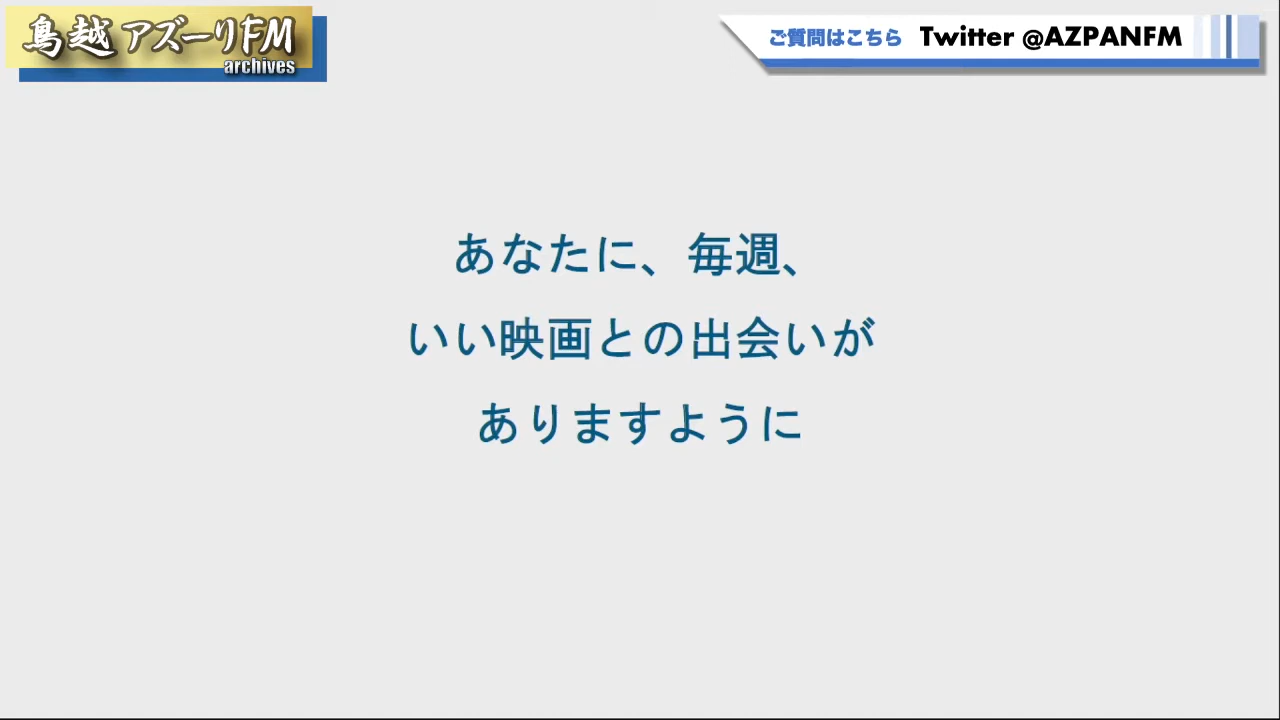 鳥越アズーリFM
archives
ご質問はこちら Twitter @AZPANFM
あなたに、毎週、
いい映画との出会いが
ありますように